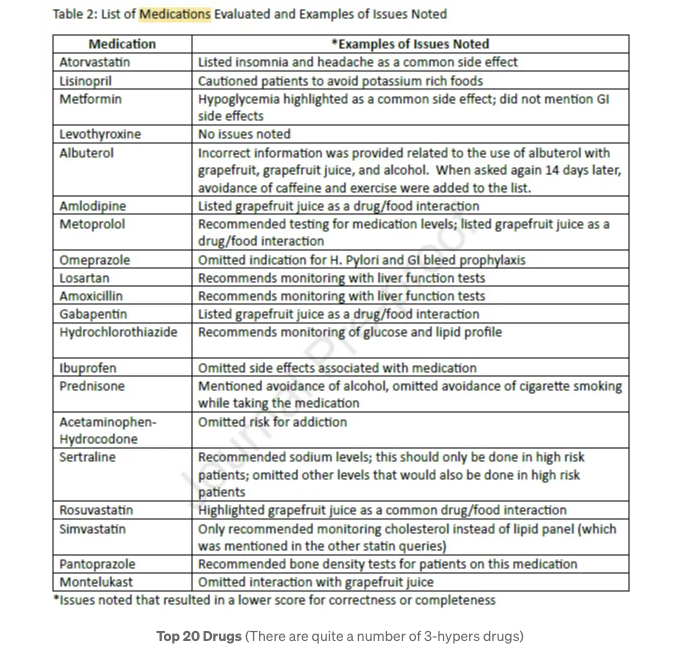 Table 2: List of Medications Evaluated and Examples of Issues Noted
Medication *Examples of Issues Noted
Atorvastatin Listed insomnia and headache as a common side effect
Lisinopril Cautioned patients to avoid potassium rich foods
Metformin Hypoglycemia highlighted as a common side effect; did not mention GI
side effects
Levothyroxine No issues noted
Albuterol Incorrect information was provided related to the use of albuterol with
grapefruit, grapefruit juice, and alcohol. When asked again 14 days later,
avoidance of caffeine and exercise were added to the list.
Amlodipine Listed grapefruit juice as a drug/food interaction
Metoprolol Recommended testing for medication levels; listed grapefruit juice as a
drug/food interaction
Omeprazole Omitted indication for H. Pylori and GI bleed prophylaxis
Losartan Recommends monitoring with liver function tests
Amoxicillin Recommends monitoring with liver function tests
Gabapentin Listed grapefruit juice as a drug/food interaction
Hydrochlorothiazide Recommends monitoring of glucose and lipid profile
Ibuprofen Omitted side effects associated with medication
Prednisone Mentioned avoidance of alcohol, omitted avoidance of cigarette smoking
while taking the medication
Acetaminophen- Omitted risk for addiction
Hydrocodone
Sertraline Recommended sodium levels; this should only be done in high risk
patients; omitted other levels that would also be done in high risk
patients
Rosuvastatin Highlighted grapefruit juice as a common drug/food interaction
Simvastatin Only recommended monitoring cholesterol instead of lipid panel (which
was mentioned in the other statin queries)
Pantoprazole Recommended bone density tests for patients on this medication
Montelukast Omitted interaction with grapefruit juice
*Issues noted that resulted in a lower score for correctness or completeness
Journal Pre-proof
Top 20 Drugs (There are quite a number of 3-hypers drugs)